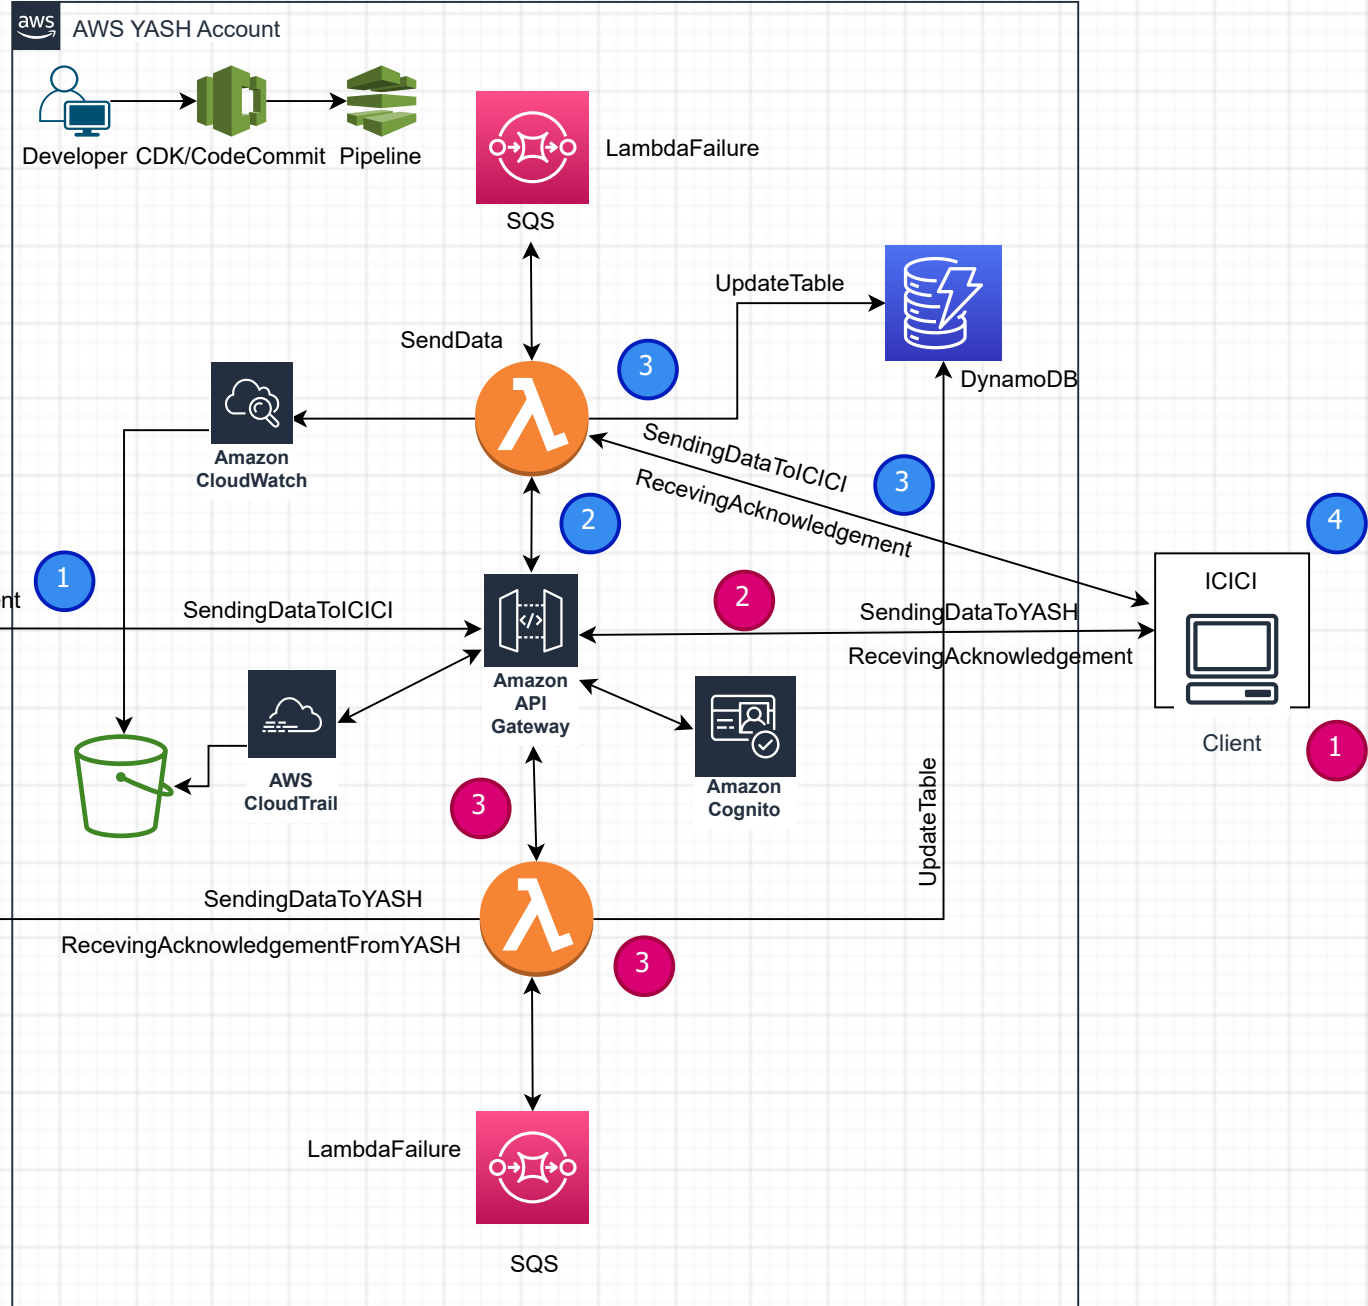 aws
AWS YASH Account
Developer
CDK/CodeCommit
Pipeline
LambdaFailure
SQS
UpdateTable
SendData
3
DynamoDB
Amazon
CloudWatch
SendingDataToICICI
RecevingAcknowledgement
3
2
4
1
nt
ICICI
2
SendingDataToICICI
SendingDataToYASH
RecevingAcknowledgement
Amazon
API
Gateway
Client
1
AWS
CloudTrail
Amazon
Cognito
3
UpdateTable
SendingDataToYASH
RecevingAcknowledgementFromYASH
3
LambdaFailure
SQS